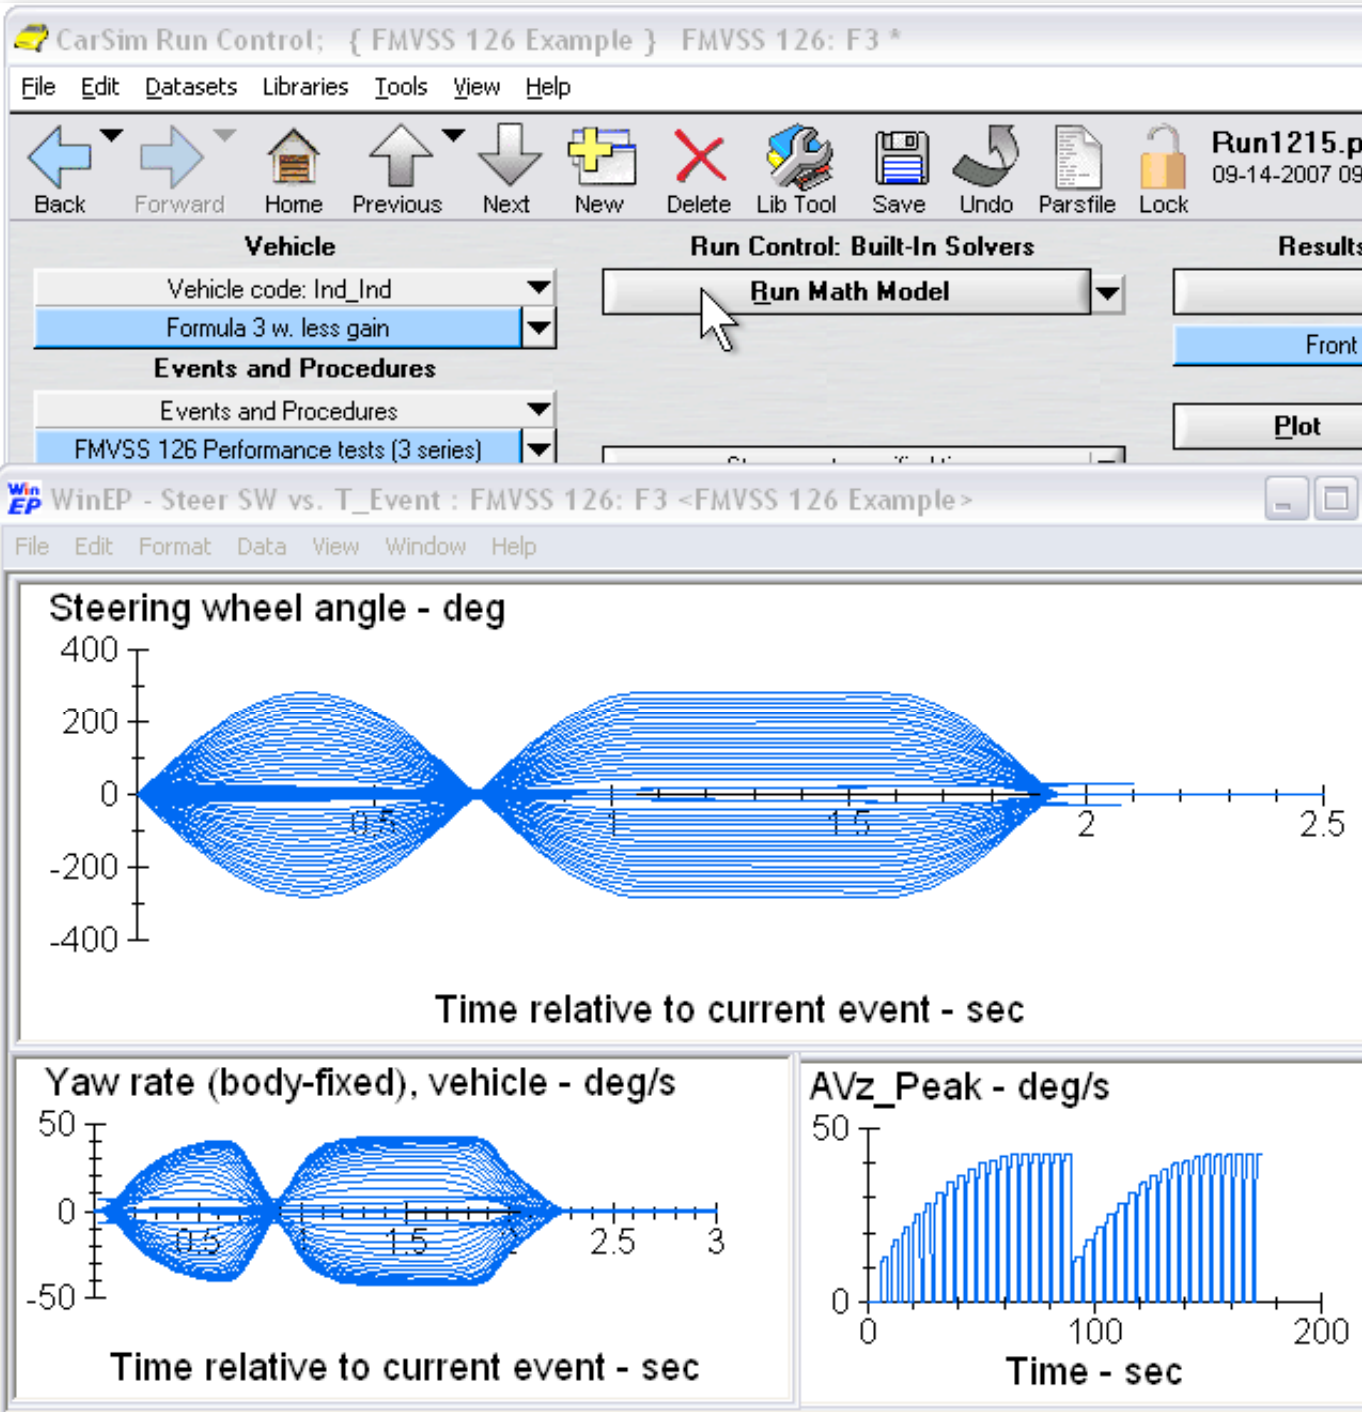 CarSim Run Control; { FMVSS 126 Example } FMVSS 126: F3 *
File Edit Datasets Libraries Tools View Help
Back Forward Home Previous Next New Delete Lib Tool Save Undo Parsfile Lock
Run1215.p
09-14-2007 09
Vehicle
Vehicle code: Ind_Ind
Formula 3 w. less gain
Events and Procedures
Events and Procedures
FMVSS 126 Performance tests (3 series)
Run Control: Built-In Solvers
Run Math Model
Results
Front
Plot
Win EP
WinEP - Steer SW vs. T_Event : FMVSS 126: F3 <FMVSS 126 Example>
File Edit Format Data View Window Help
Steering wheel angle - deg
400
200
0
-200
-400
0.5 1 1.5 2 2.5
Time relative to current event - sec
Yaw rate (body-fixed), vehicle - deg/s
50
0
-50
0.5 1 1.5 2 2.5 3
Time relative to current event - sec
AVz_Peak - deg/s
50
0
0 100 200
Time - sec